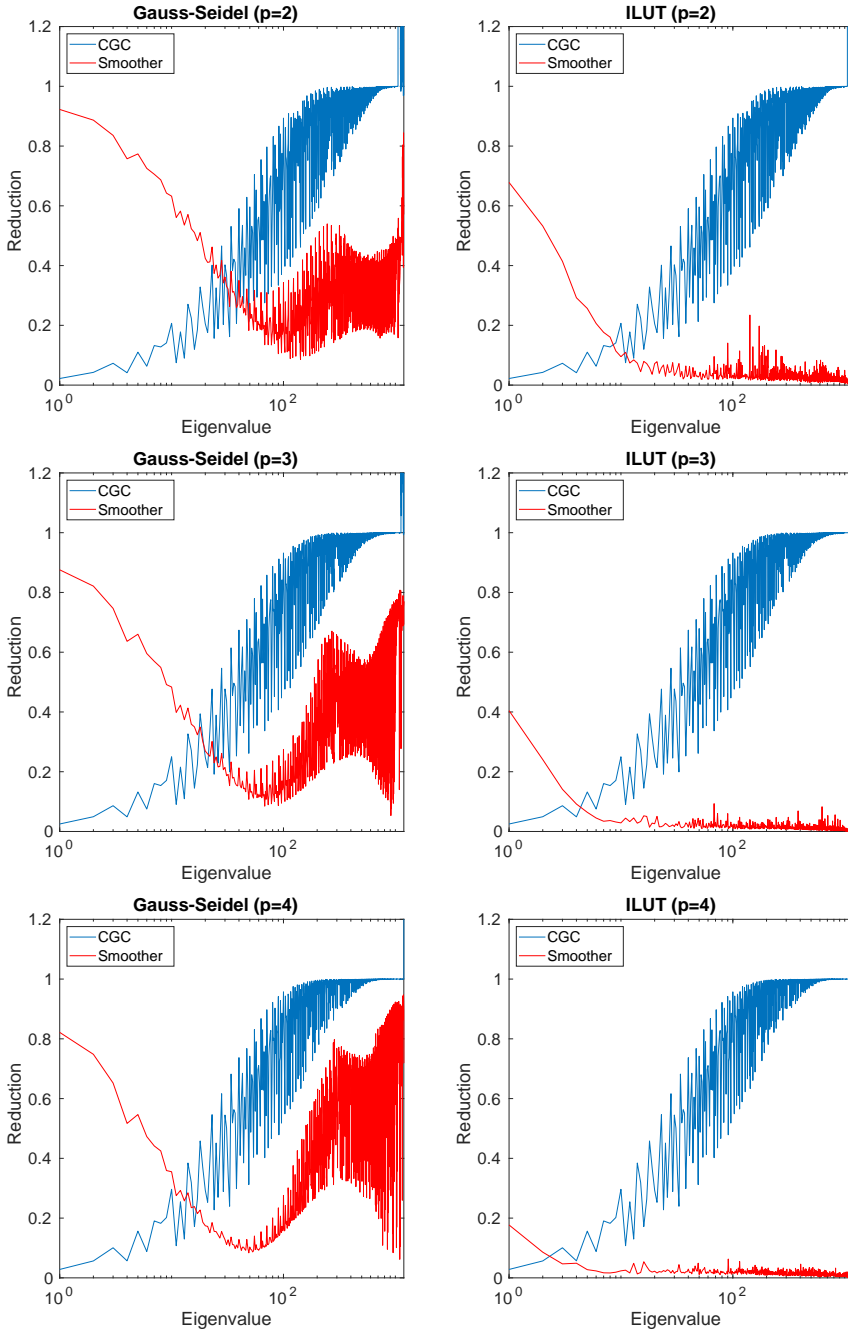 Gauss-Seidel (p=2)
1.2
1
0.8
0.6
0.4
0.2
0
Reduction
CGC
Smoother
10^0
10^2
Eigenvalue
ILUT (p=2)
1.2
1
0.8
0.6
0.4
0.2
0
Reduction
CGC
Smoother
10^0
10^2
Eigenvalue
Gauss-Seidel (p=3)
1.2
1
0.8
0.6
0.4
0.2
0
Reduction
CGC
Smoother
10^0
10^2
Eigenvalue
ILUT (p=3)
1.2
1
0.8
0.6
0.4
0.2
0
Reduction
CGC
Smoother
10^0
10^2
Eigenvalue
Gauss-Seidel (p=4)
1.2
1
0.8
0.6
0.4
0.2
0
Reduction
CGC
Smoother
10^0
10^2
Eigenvalue
ILUT (p=4)
1.2
1
0.8
0.6
0.4
0.2
0
Reduction
CGC
Smoother
10^0
10^2
Eigenvalue